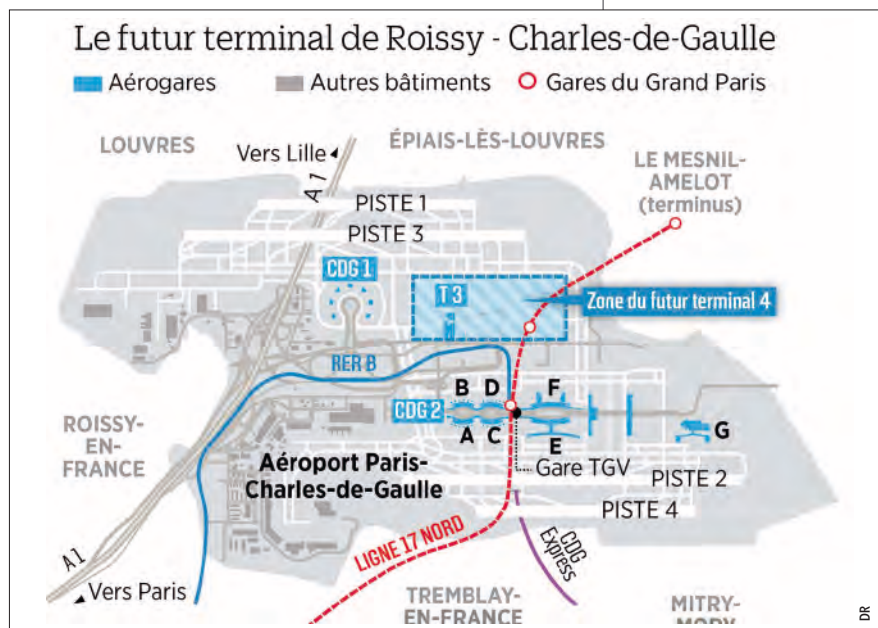 Le futur terminal de Roissy - Charles-de-Gaulle
Aérogares
Autres bâtiments
Gares du Grand Paris
LOUVRES
Vers Lille
ÉPIAIS-LÈS-LOUVRES
A 1
LE MESNIL-
AMELOT
(terminus)
PISTE 1
PISTE 3
CDG 1
T 3
Zone du futur terminal 4
RER B
B
D
F
CDG 2
A
C
E
G
ROISSY-
EN-
FRANCE
Aéroport Paris-
Charles-de-Gaulle
Gare TGV
PISTE 2
PISTE 4
LIGNE 17 NORD
CDG
Express
A1
Vers Paris
TREMBLAY-
EN-FRANCE
MITRY-
MORY
DR